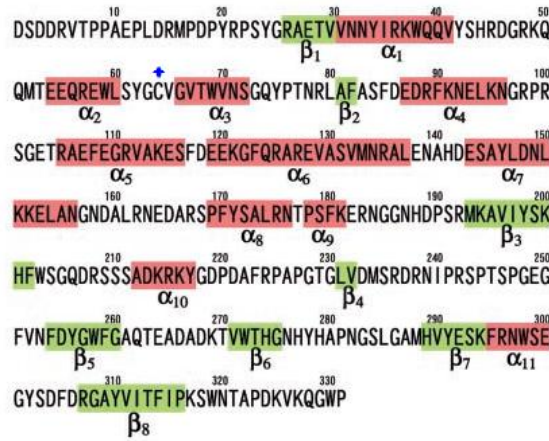 10 20 30 40 50
DSDDRVTPPAEPLDRMPDPYRPSYGRAETVVNNYIRKWQQVYSHRDGRKQ
β1 α1
60 70 80 90 100
QMTEEQREWLSYGCVGVTWVNSGQYPTNRLAFASFDEDRFKNELKNGRPR
α2 α3 β2 α4
110 120 130 140 150
SGETRAEFEGRVAKESFDEEKGFQRAREVASVMNRALENAHDESAYLDNL
α5 α6 α7
160 170 180 190 200
KKELANGNDALRNEDARSPFYSALRNTPSFKERNGGNHDPSRMKAVIYSK
α8 α9 β3
210 220 230 240 250
HFWSGQDRSSSADKRKYGDPDAFRPAPGTGLVDMSRDRNIPRSPTSPGEG
α10 β4
260 270 280 290 300
FVNFDYGWFGAQTEADADKTVWTHGNHYHAPNGSLGAMHVYESKFRNWSE
β5 β6 β7 α11
310 320 330
GYSDFDRGAYVITFIPKSWNTAPDKVKQGWP
β8